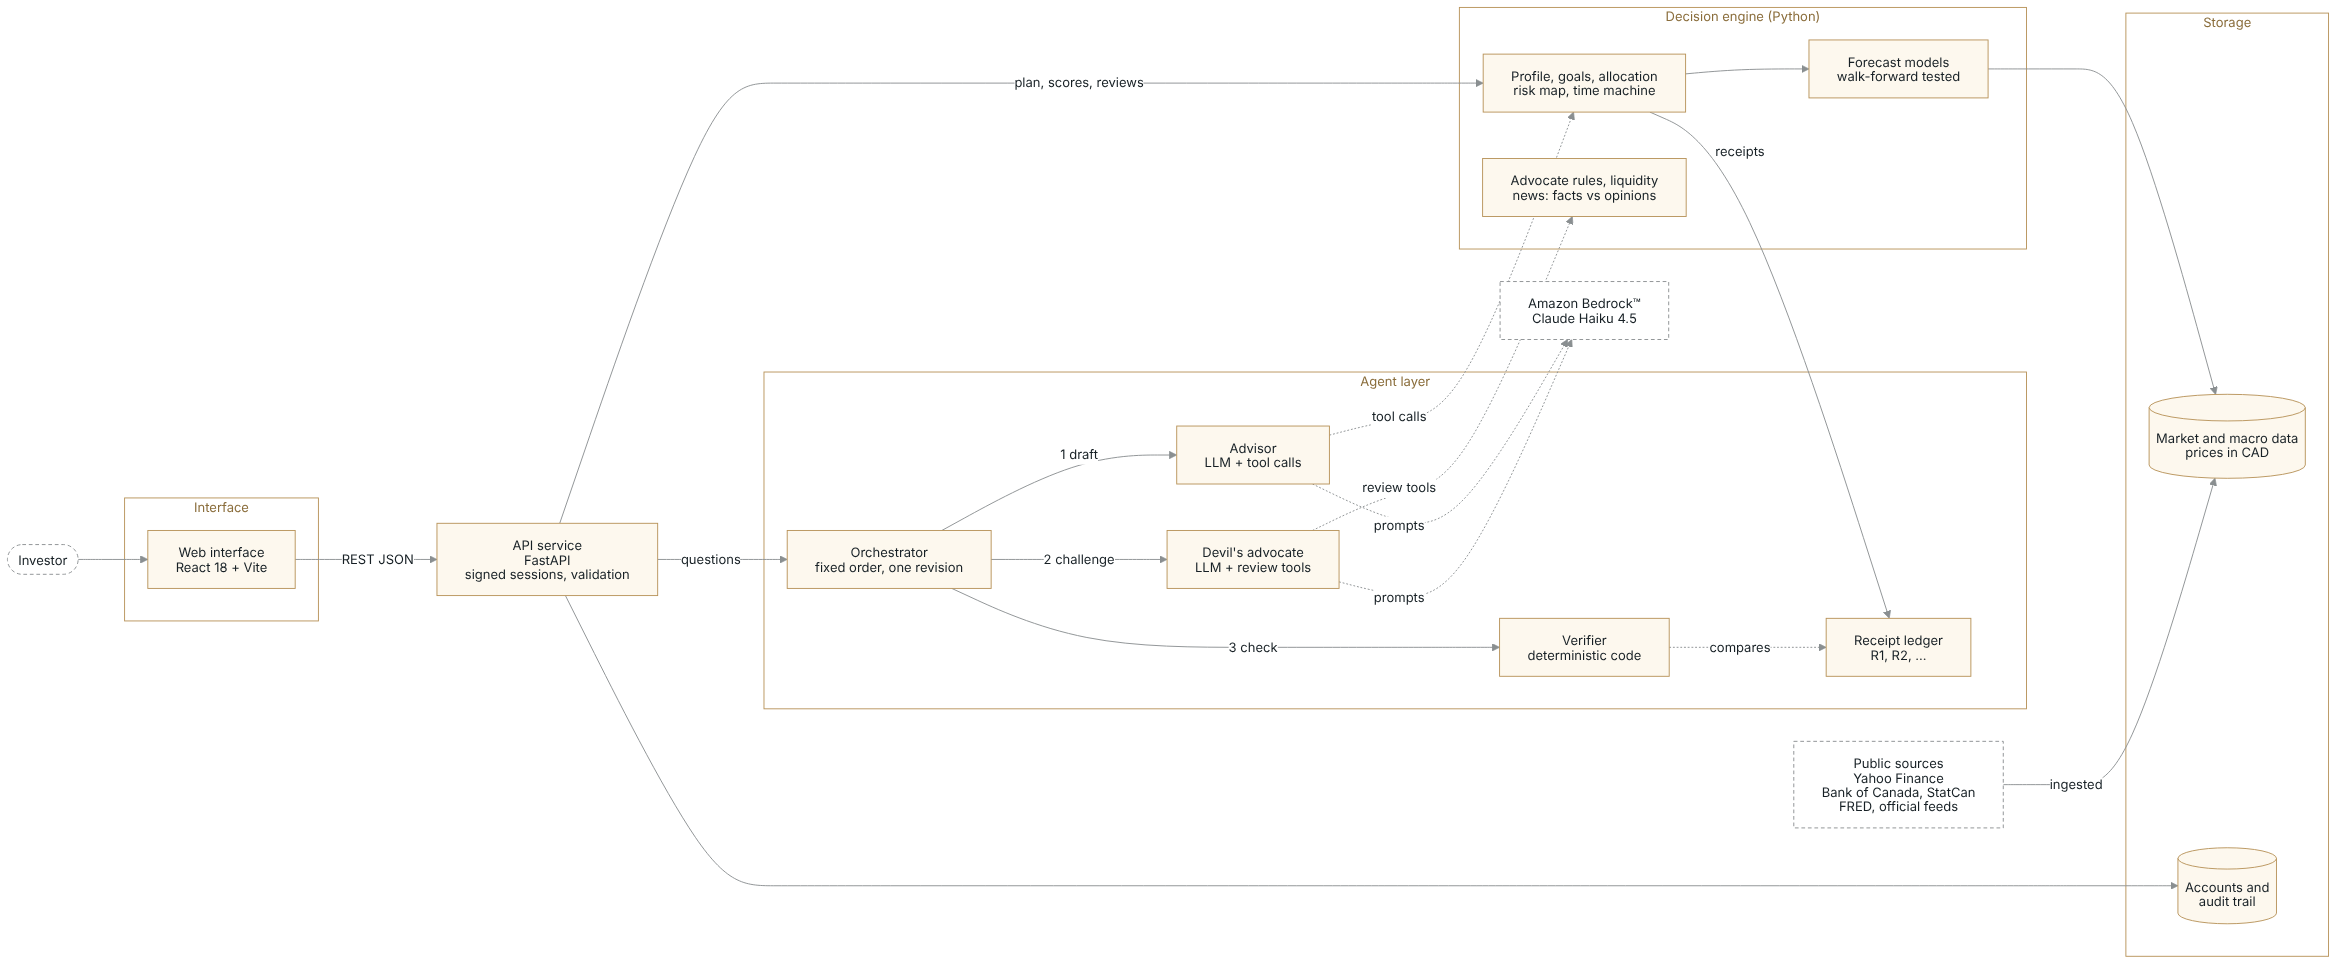 Decision engine (Python)
Storage
Profile, goals, allocation
risk map, time machine
Forecast models
walk-forward tested
plan, scores, reviews
receipts
Advocate rules, liquidity
news: facts vs opinions
Amazon Bedrock™
Claude Haiku 4.5
Agent layer
tool calls
1 draft
Advisor
LLM + tool calls
review tools
prompts
Market and macro data
prices in CAD
Interface
Investor
Web interface
React 18 + Vite
REST JSON
API service
FastAPI
signed sessions, validation
questions
Orchestrator
fixed order, one revision
2 challenge
Devil's advocate
LLM + review tools
prompts
3 check
Verifier
deterministic code
compares
Receipt ledger
R1, R2, ...
Public sources
Yahoo Finance
Bank of Canada, StatCan
FRED, official feeds
ingested
Accounts and
audit trail